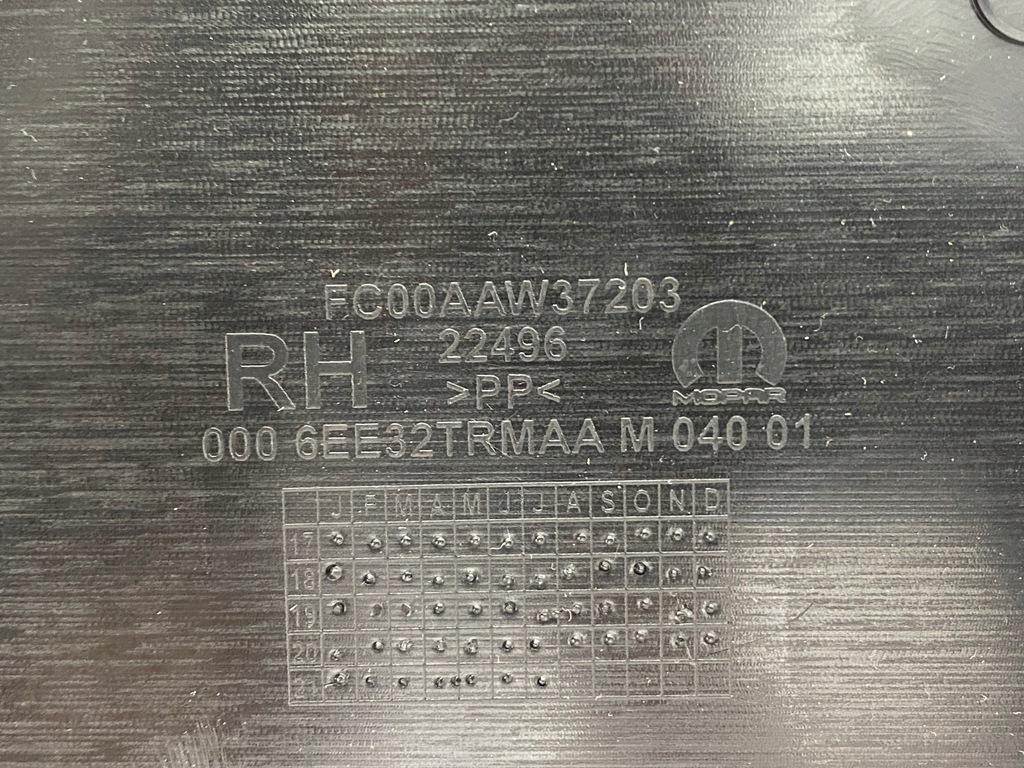 FC00AAW37203
RH
22496
>PP<
MOPAR
000 6EE32TRMAA M 040 01
J F M A M J J A S O N D
17
18
19
20
21